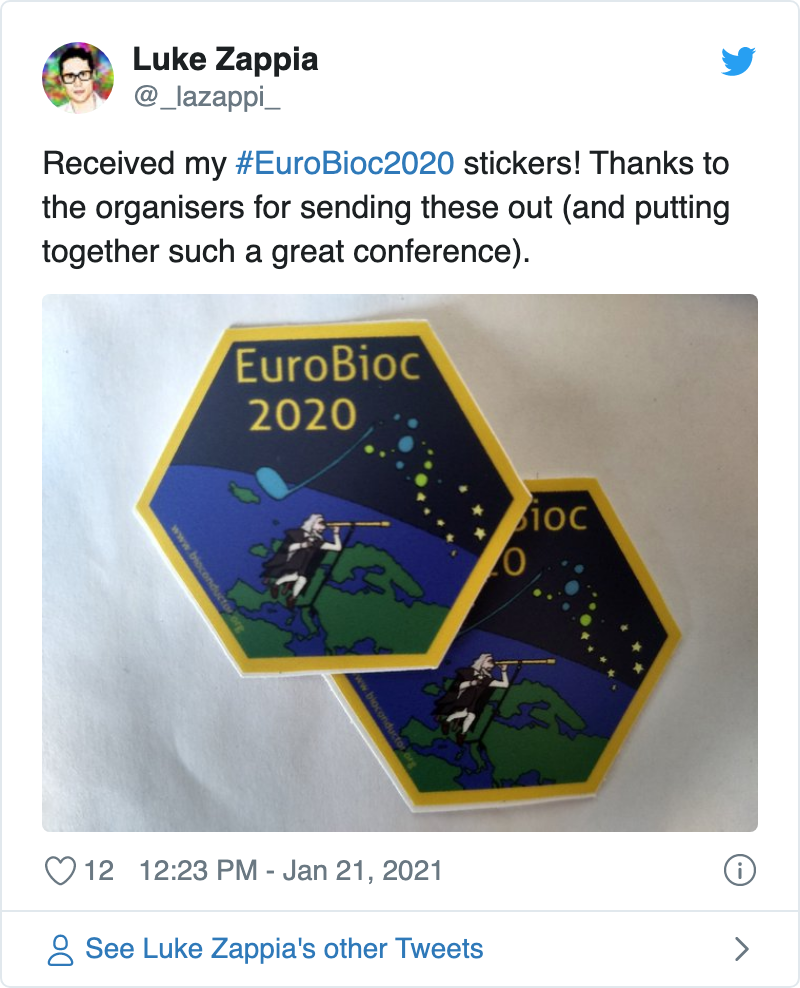 Luke Zappia
@_lazappi_
Received my #EuroBioc2020 stickers! Thanks to
the organisers for sending these out (and putting
together such a great conference).
EuroBioc
2020
www.bioconductor.org
ioc
0
www.bioconductor.org
12 12:23 PM - Jan 21, 2021
See Luke Zappia's other Tweets